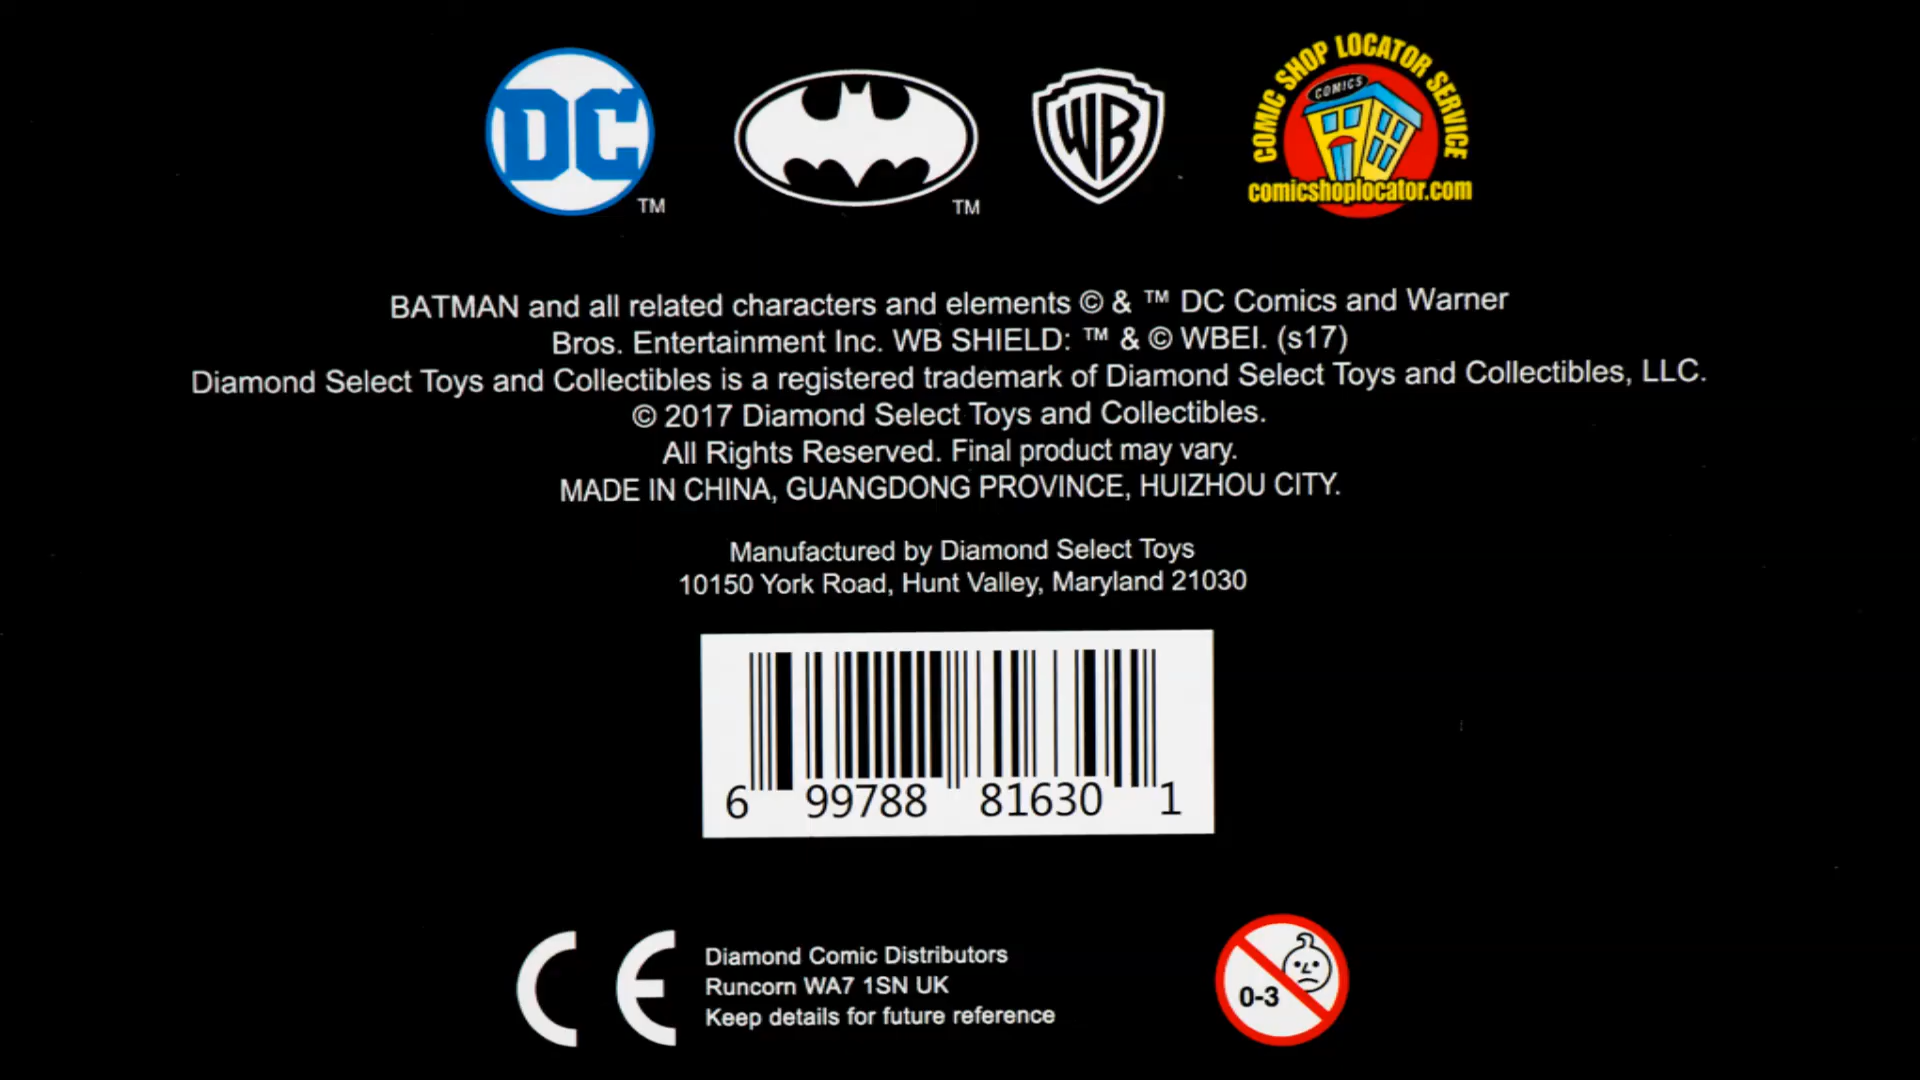 DC TM
TM
WB
COMIC SHOP LOCATOR SERVICE
COMICS
comicshoplocator.com
BATMAN and all related characters and elements © & ™ DC Comics and Warner
Bros. Entertainment Inc. WB SHIELD: ™ & © WBEI. (s17)
Diamond Select Toys and Collectibles is a registered trademark of Diamond Select Toys and Collectibles, LLC.
© 2017 Diamond Select Toys and Collectibles.
All Rights Reserved. Final product may vary.
MADE IN CHINA, GUANGDONG PROVINCE, HUIZHOU CITY.
Manufactured by Diamond Select Toys
10150 York Road, Hunt Valley, Maryland 21030
6 99788 81630 1
CE
Diamond Comic Distributors
Runcorn WA7 1SN UK
Keep details for future reference
0-3